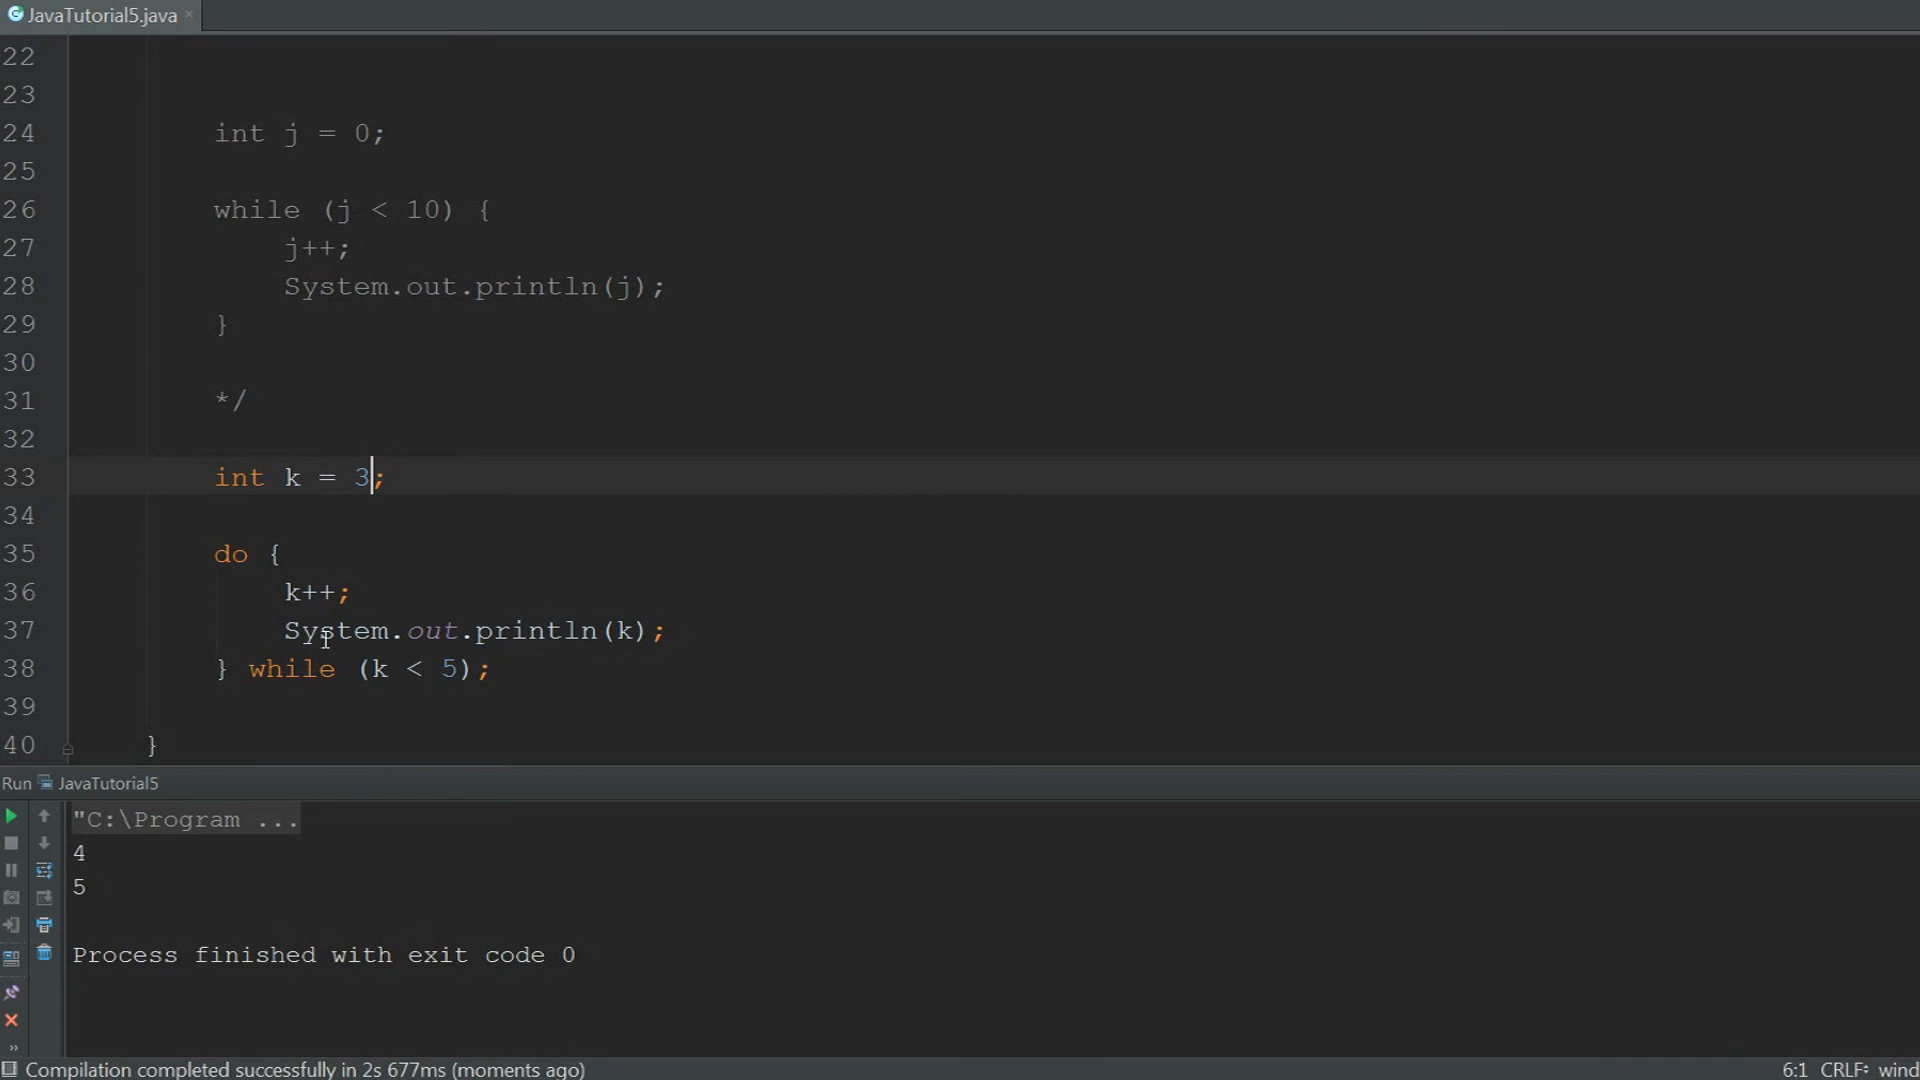 JavaTutorial5.java
22
23
24 int j = 0;
25
26 while (j < 10) {
27 j++;
28 System.out.println(j);
29 }
30
31 */
32
33 int k = 3;
34
35 do {
36 k++;
37 System.out.println(k);
38 } while (k < 5);
39
40 }
Run JavaTutorial5
"C:\Program ...
4
5
Process finished with exit code 0
Compilation completed successfully in 2s 677ms (moments ago) 6:1 CRLF wind